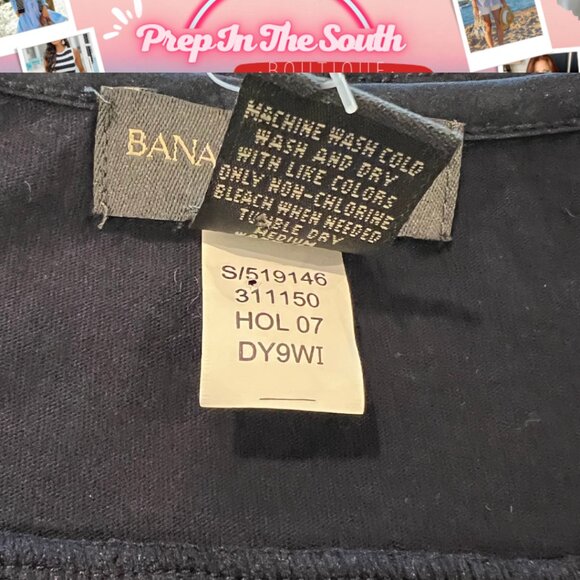 Prep In The South
BOUTIQUE
BANA
MACHINE WASH COLD
WASH AND DRY
WITH LIKE COLORS
ONLY NON-CHLORINE
BLEACH WHEN NEEDED
TUMBLE DRY
MEDIUM
S/519146
311150
HOL 07
DY9WI